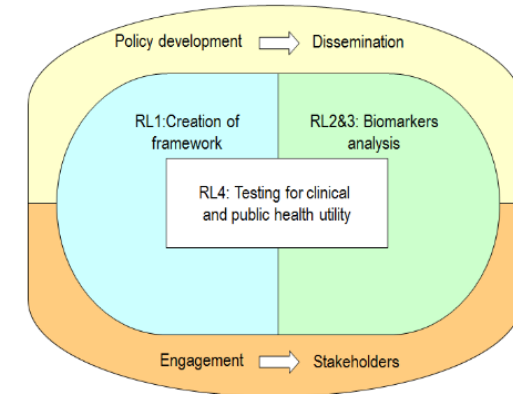 Policy development Dissemination
RL1:Creation of
framework
RL2&3: Biomarkers
analysis
RL4: Testing for clinical
and public health utility
Engagement Stakeholders